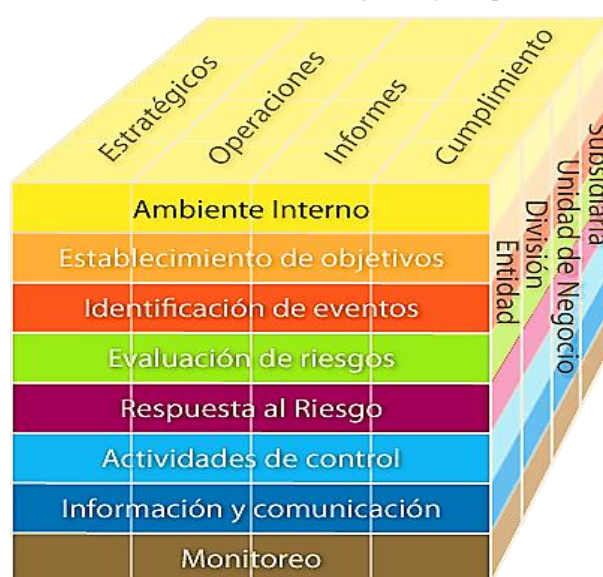 Estratégicos
Operaciones
Informes
Cumplimiento
Ambiente Interno
Establecimiento de objetivos
Identificación de eventos
Evaluación de riesgos
Respuesta al Riesgo
Actividades de control
Información y comunicación
Monitoreo
Entidad
División
Unidad de Negocio
Subsidiaria